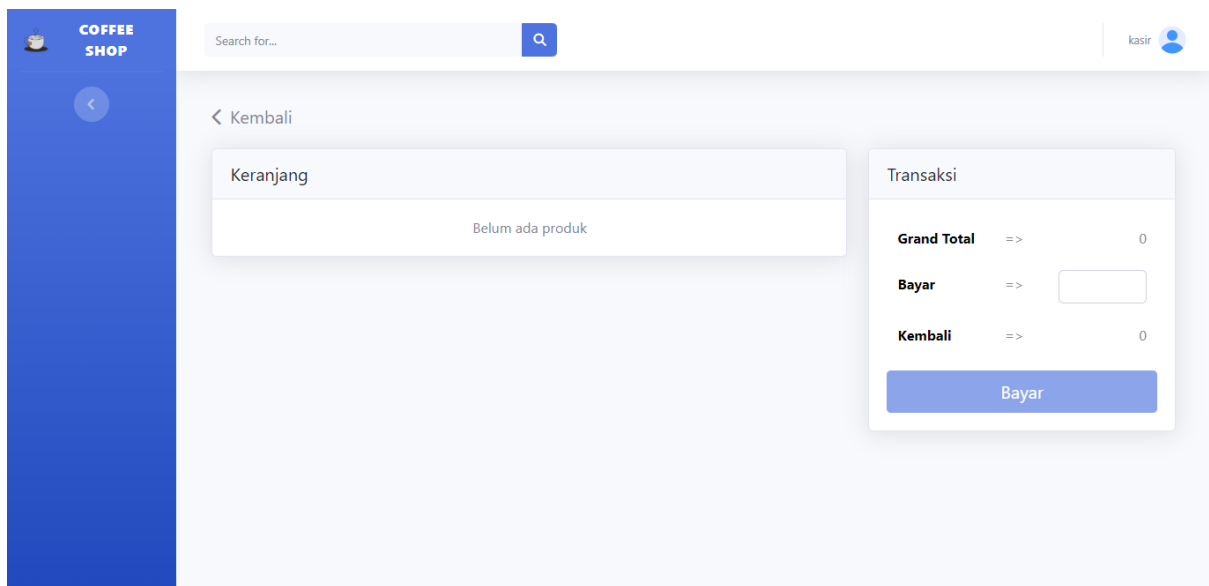 COFFEE
SHOP
Search for...
kasir
Kembali
Keranjang
Belum ada produk
Transaksi
Grand Total => 0
Bayar =>
Kembali => 0
Bayar